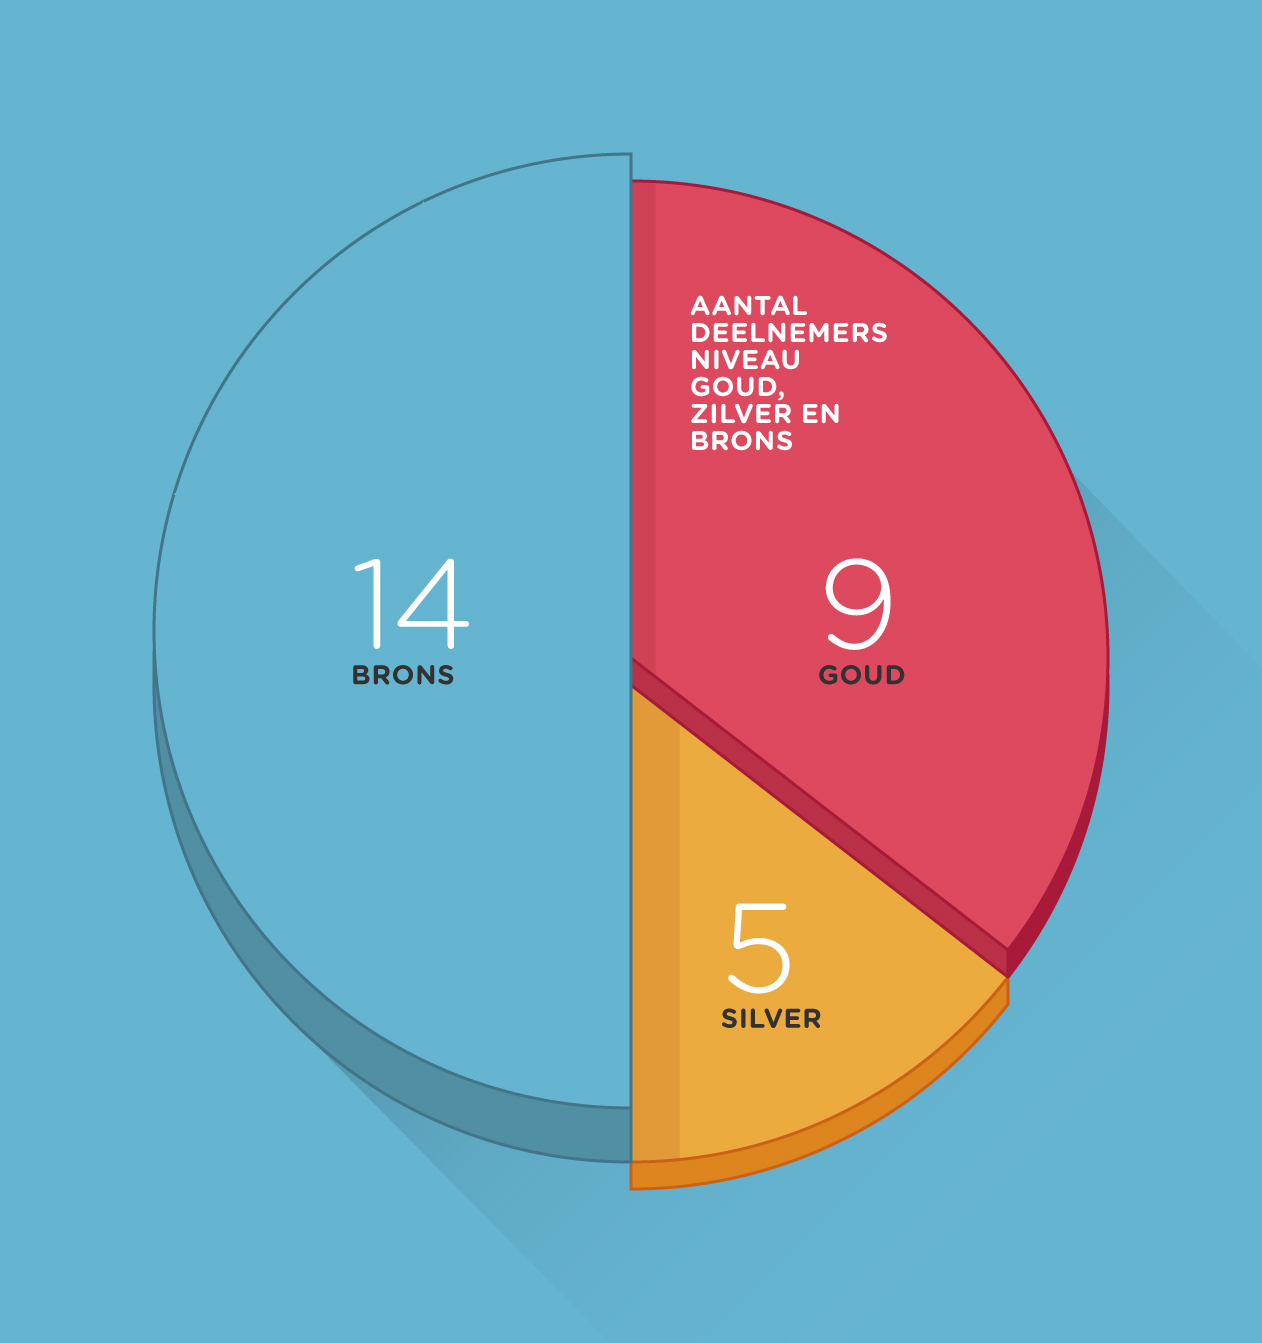 AANTAL
DEELNEMERS
NIVEAU
GOUD,
ZILVER EN
BRONS
14
BRONS
9
GOUD
5
SILVER